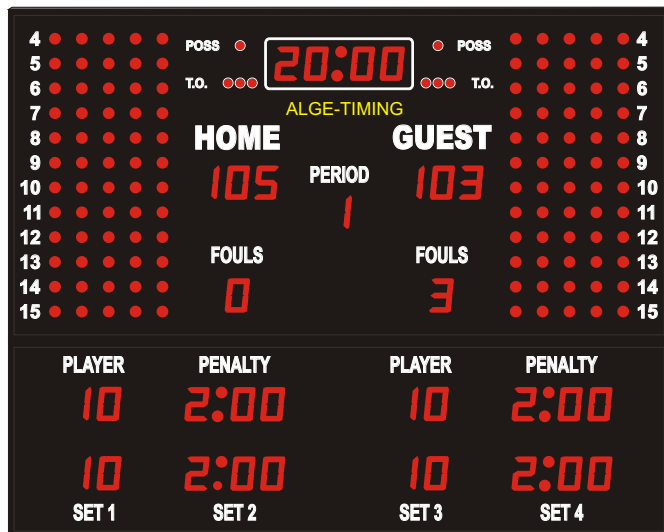 4 POSS 20:00 POSS 4
5 5
6 T.O. T.O. 6
7 ALGE-TIMING 7
8 HOME GUEST 8
9 9
10 105 PERIOD 103 10
11 1 11
12 12
13 FOULS FOULS 13
14 0 3 14
15 15
PLAYER PENALTY PLAYER PENALTY
10 2:00 10 2:00
10 2:00 10 2:00
SET 1 SET 2 SET 3 SET 4